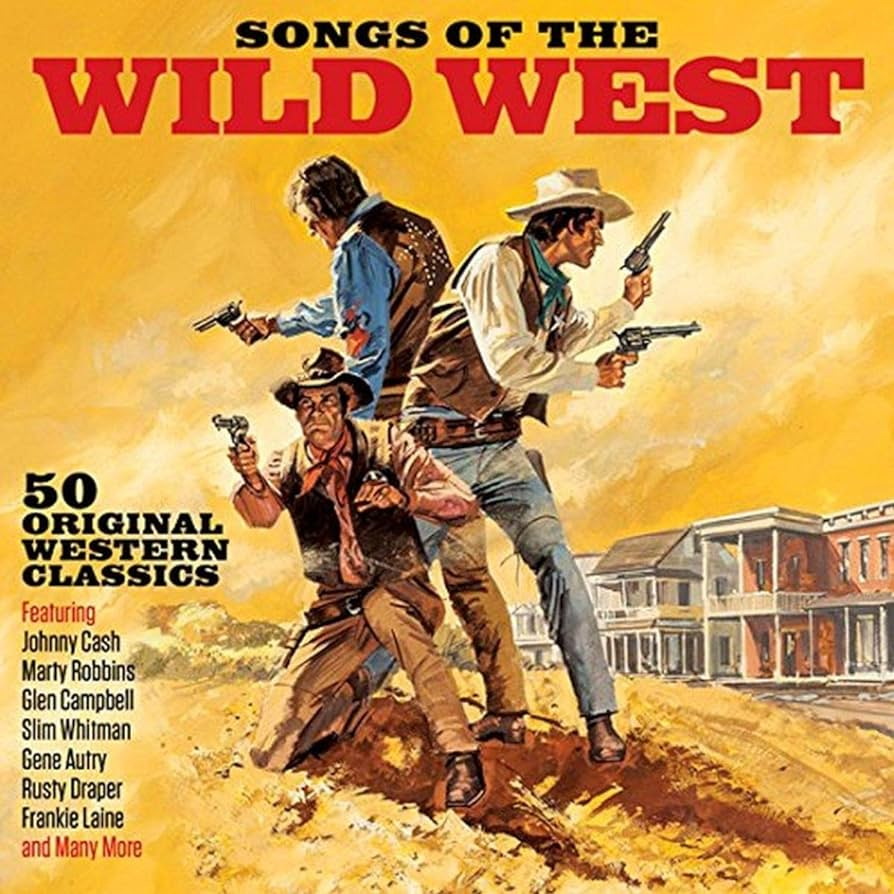 SONGS OF THE
WILD WEST
50
ORIGINAL
WESTERN
CLASSICS
Featuring
Johnny Cash
Marty Robbins
Glen Campbell
Slim Whitman
Gene Autry
Rusty Draper
Frankie Laine
and Many More